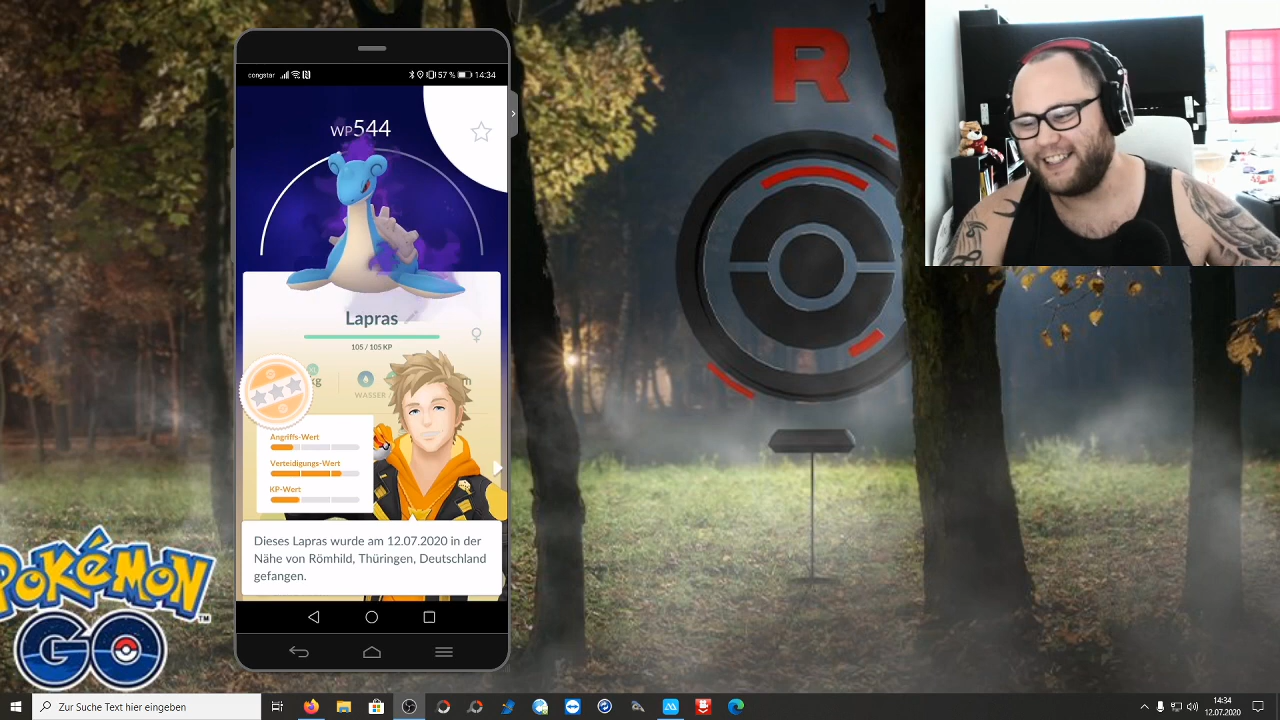 congstar
57 % 14:34
WP544
Lapras
105 / 105 KP
kg
m
WASSER
Angriffs-Wert
Verteidigungs-Wert
KP-Wert
Dieses Lapras wurde am 12.07.2020 in der
Nähe von Römhild, Thüringen, Deutschland
gefangen.
R
POKÉMON
TM
GO
Zur Suche Text hier eingeben
14:34
12.07.2020